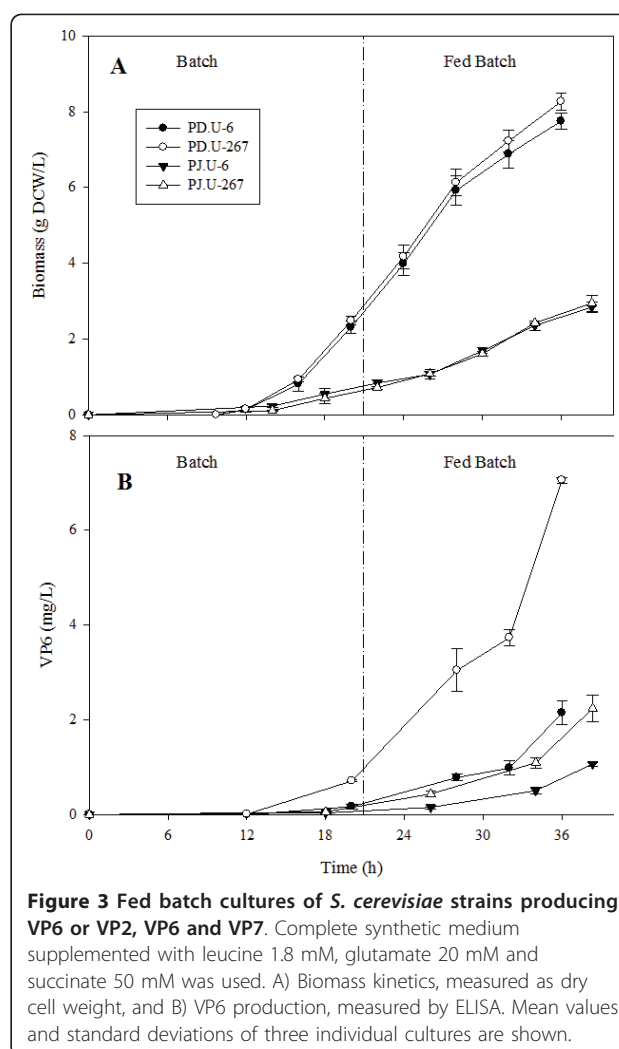 10
8
6
4
2
0
Biomass (g DCW/L)
A
Batch
Fed Batch
PD.U-6
PD.U-267
PJ.U-6
PJ.U-267
8
6
4
2
0
VP6 (mg/L)
B
Batch
Fed Batch
0 6 12 18 24 30 36
Time (h)
Figure 3 Fed batch cultures of S. cerevisiae strains producing
VP6 or VP2, VP6 and VP7. Complete synthetic medium
supplemented with leucine 1.8 mM, glutamate 20 mM and
succinate 50 mM was used. A) Biomass kinetics, measured as dry
cell weight, and B) VP6 production, measured by ELISA. Mean values
and standard deviations of three individual cultures are shown.